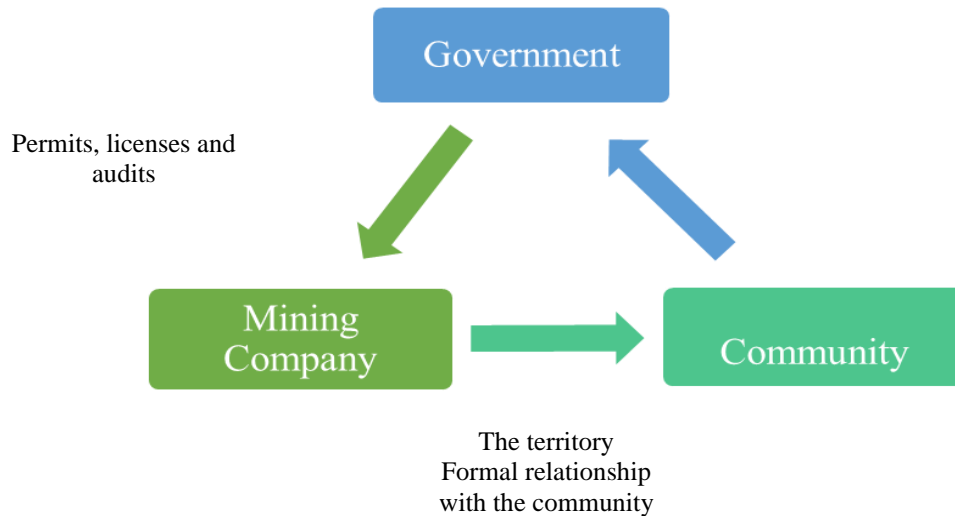 Government
Permits, licenses and
audits
Mining
Company
Community
The territory
Formal relationship
with the community